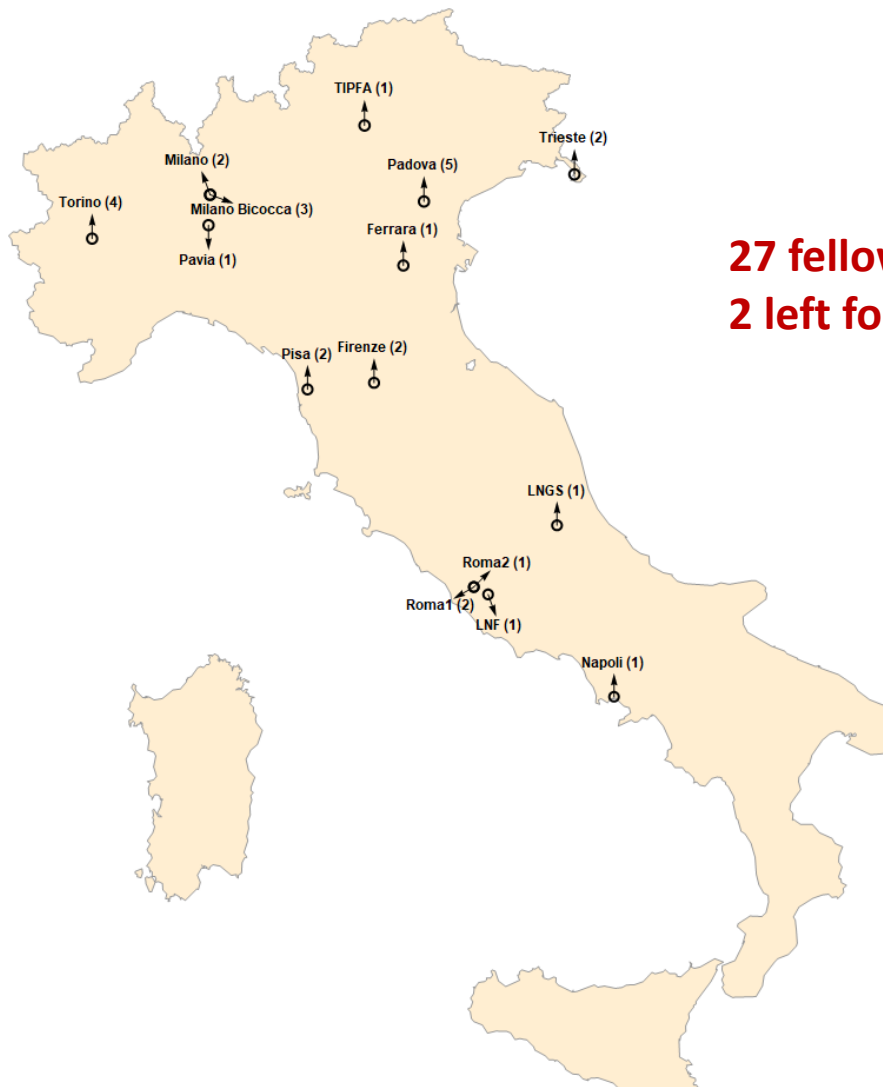 TIPFA (1)
Trieste (2)
Milano (2)
Padova (5)
Torino (4)
Milano Bicocca (3)
Ferrara (1)
Pavia (1)
27 fellow
2 left fo
Pisa (2)
Firenze (2)
LNGS (1)
Roma2 (1)
Roma1 (2)
LNF (1)
Napoli (1)